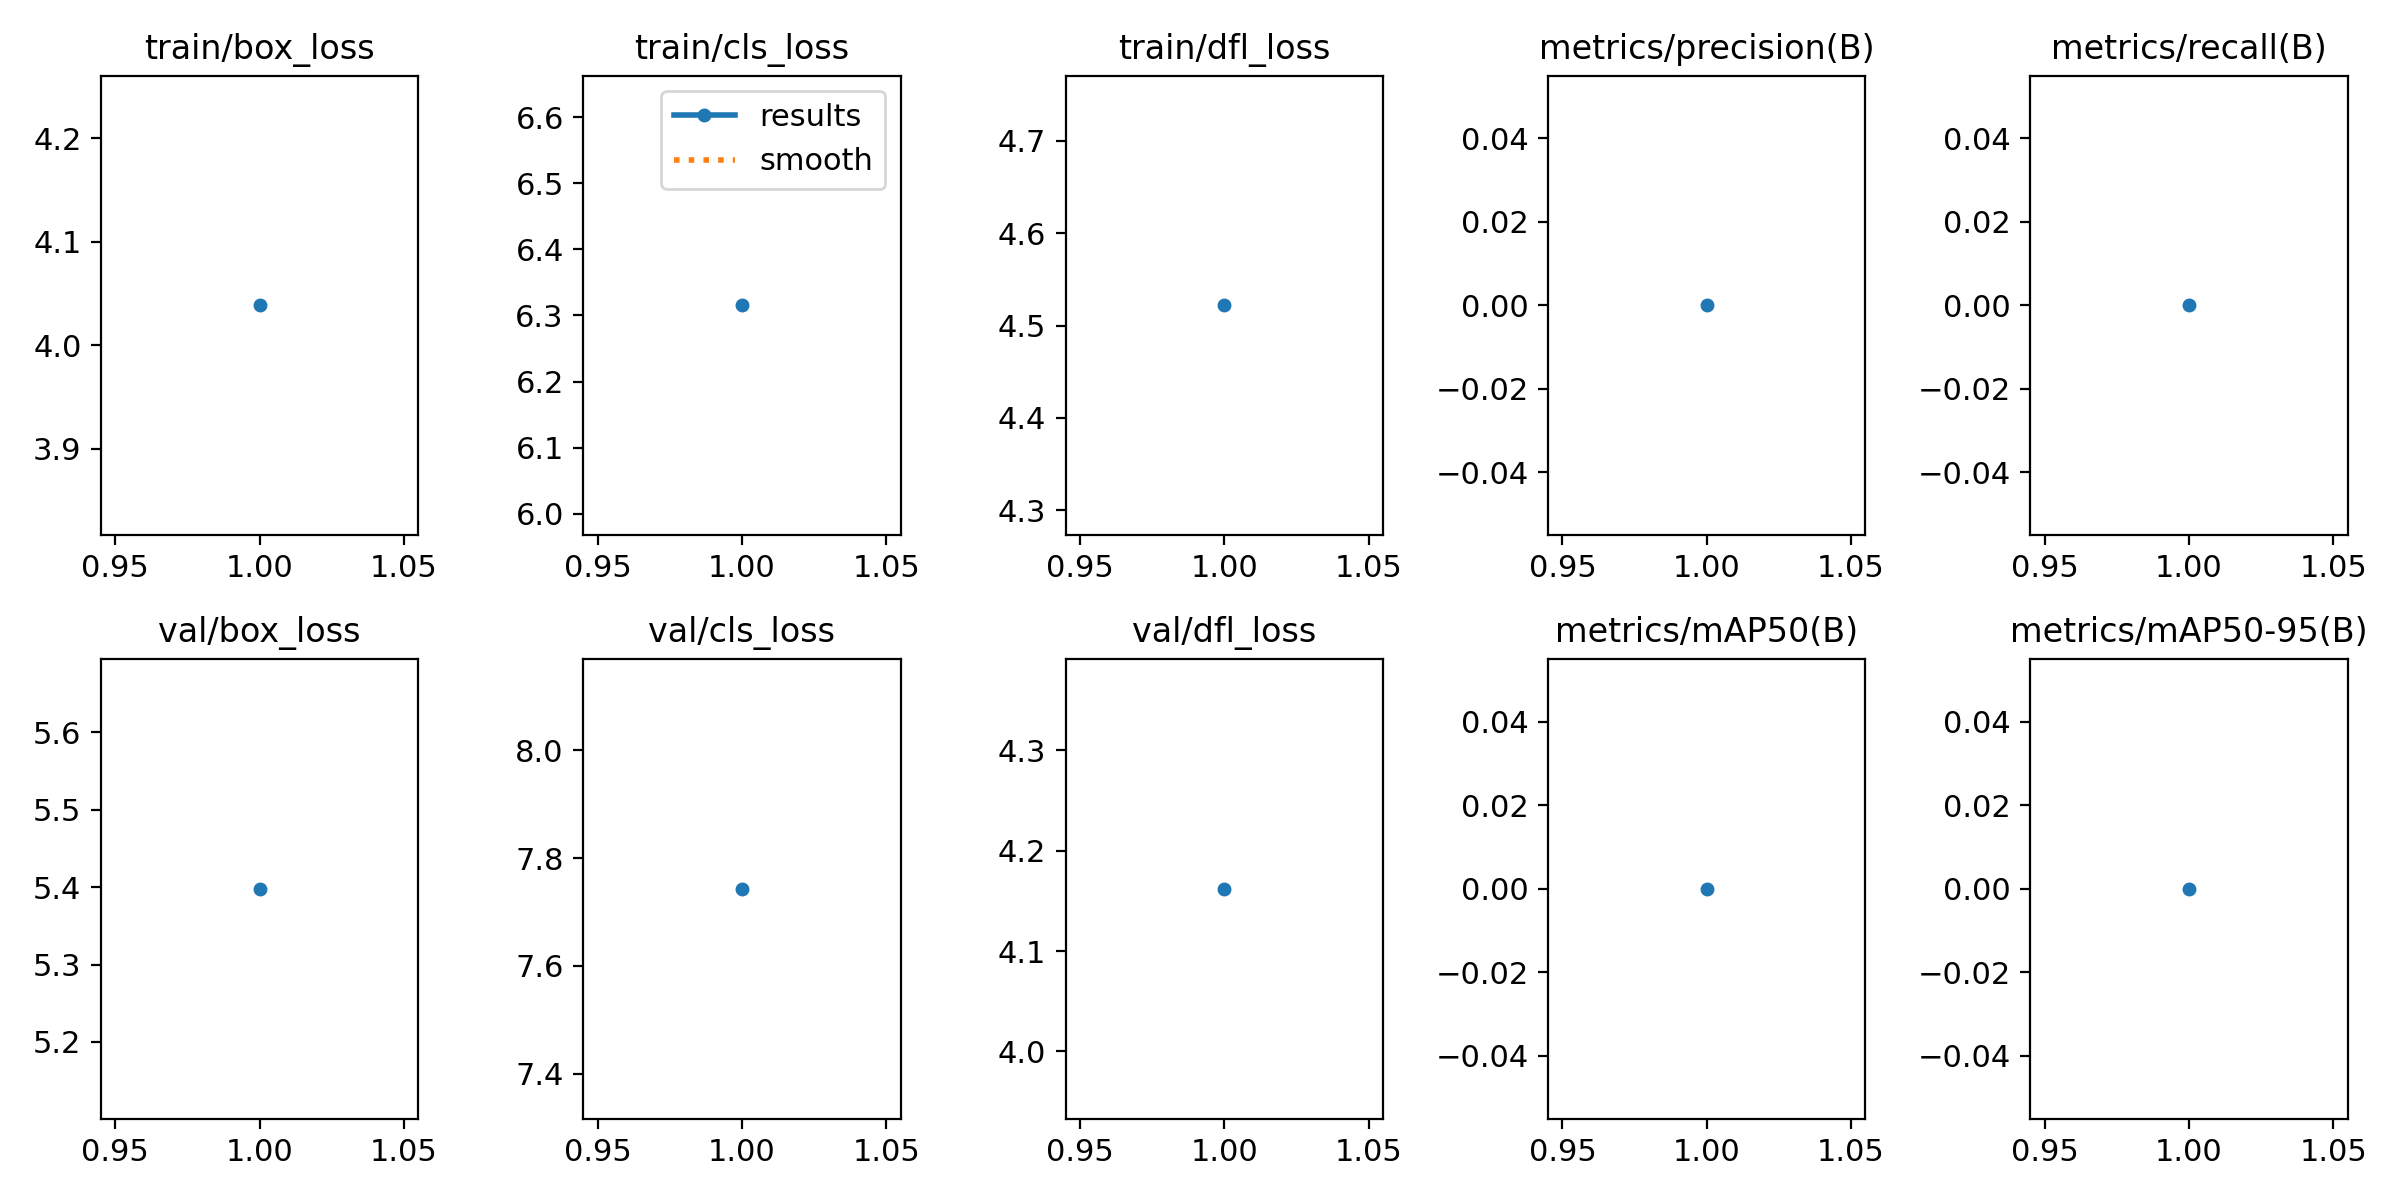 train/box_loss
4.2
4.1
4.0
3.9
0.95 1.00 1.05
train/cls_loss
results
smooth
6.6
6.5
6.4
6.3
6.2
6.1
6.0
0.95 1.00 1.05
train/dfl_loss
4.7
4.6
4.5
4.4
4.3
0.95 1.00 1.05
metrics/precision(B)
0.04
0.02
0.00
−0.02
−0.04
0.95 1.00 1.05
metrics/recall(B)
0.04
0.02
0.00
−0.02
−0.04
0.95 1.00 1.05
val/box_loss
5.6
5.5
5.4
5.3
5.2
0.95 1.00 1.05
val/cls_loss
8.0
7.8
7.6
7.4
0.95 1.00 1.05
val/dfl_loss
4.3
4.2
4.1
4.0
0.95 1.00 1.05
metrics/mAP50(B)
0.04
0.02
0.00
−0.02
−0.04
0.95 1.00 1.05
metrics/mAP50-95(B)
0.04
0.02
0.00
−0.02
−0.04
0.95 1.00 1.05